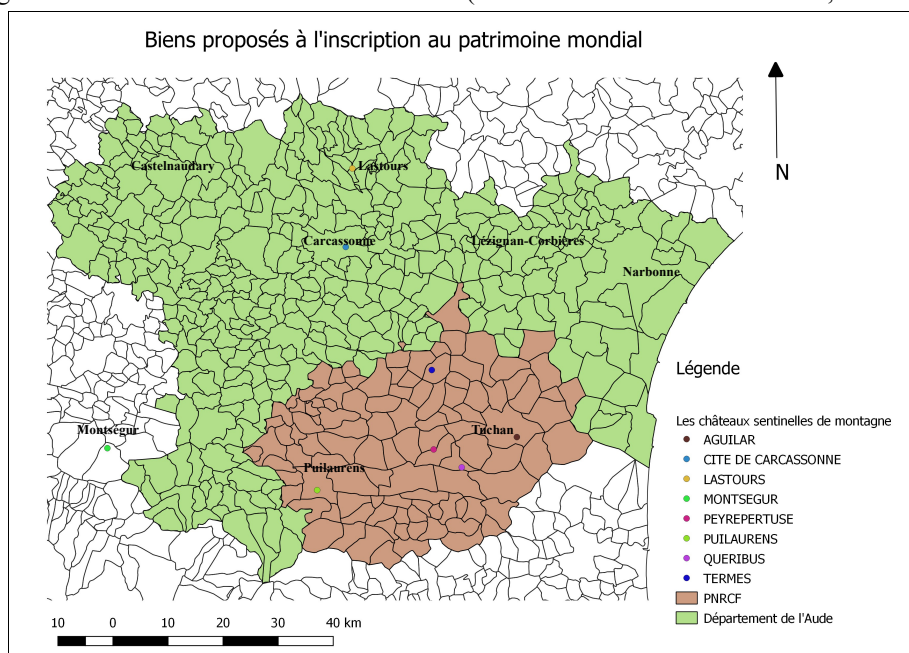 Biens proposés à l'inscription au patrimoine mondial
N
Castelnaudary
Lastours
Carcassonne
Lézignan-Corbières
Narbonne
Montségur
Tuchan
Puilaurens
Légende
Les châteaux sentinelles de montagne
AGUILAR
CITE DE CARCASSONNE
LASTOURS
MONTSEGUR
PEYREPERTUSE
PUILAURENS
QUERIBUS
TERMES
PNRCF
Département de l'Aude
10 0 10 20 30 40 km